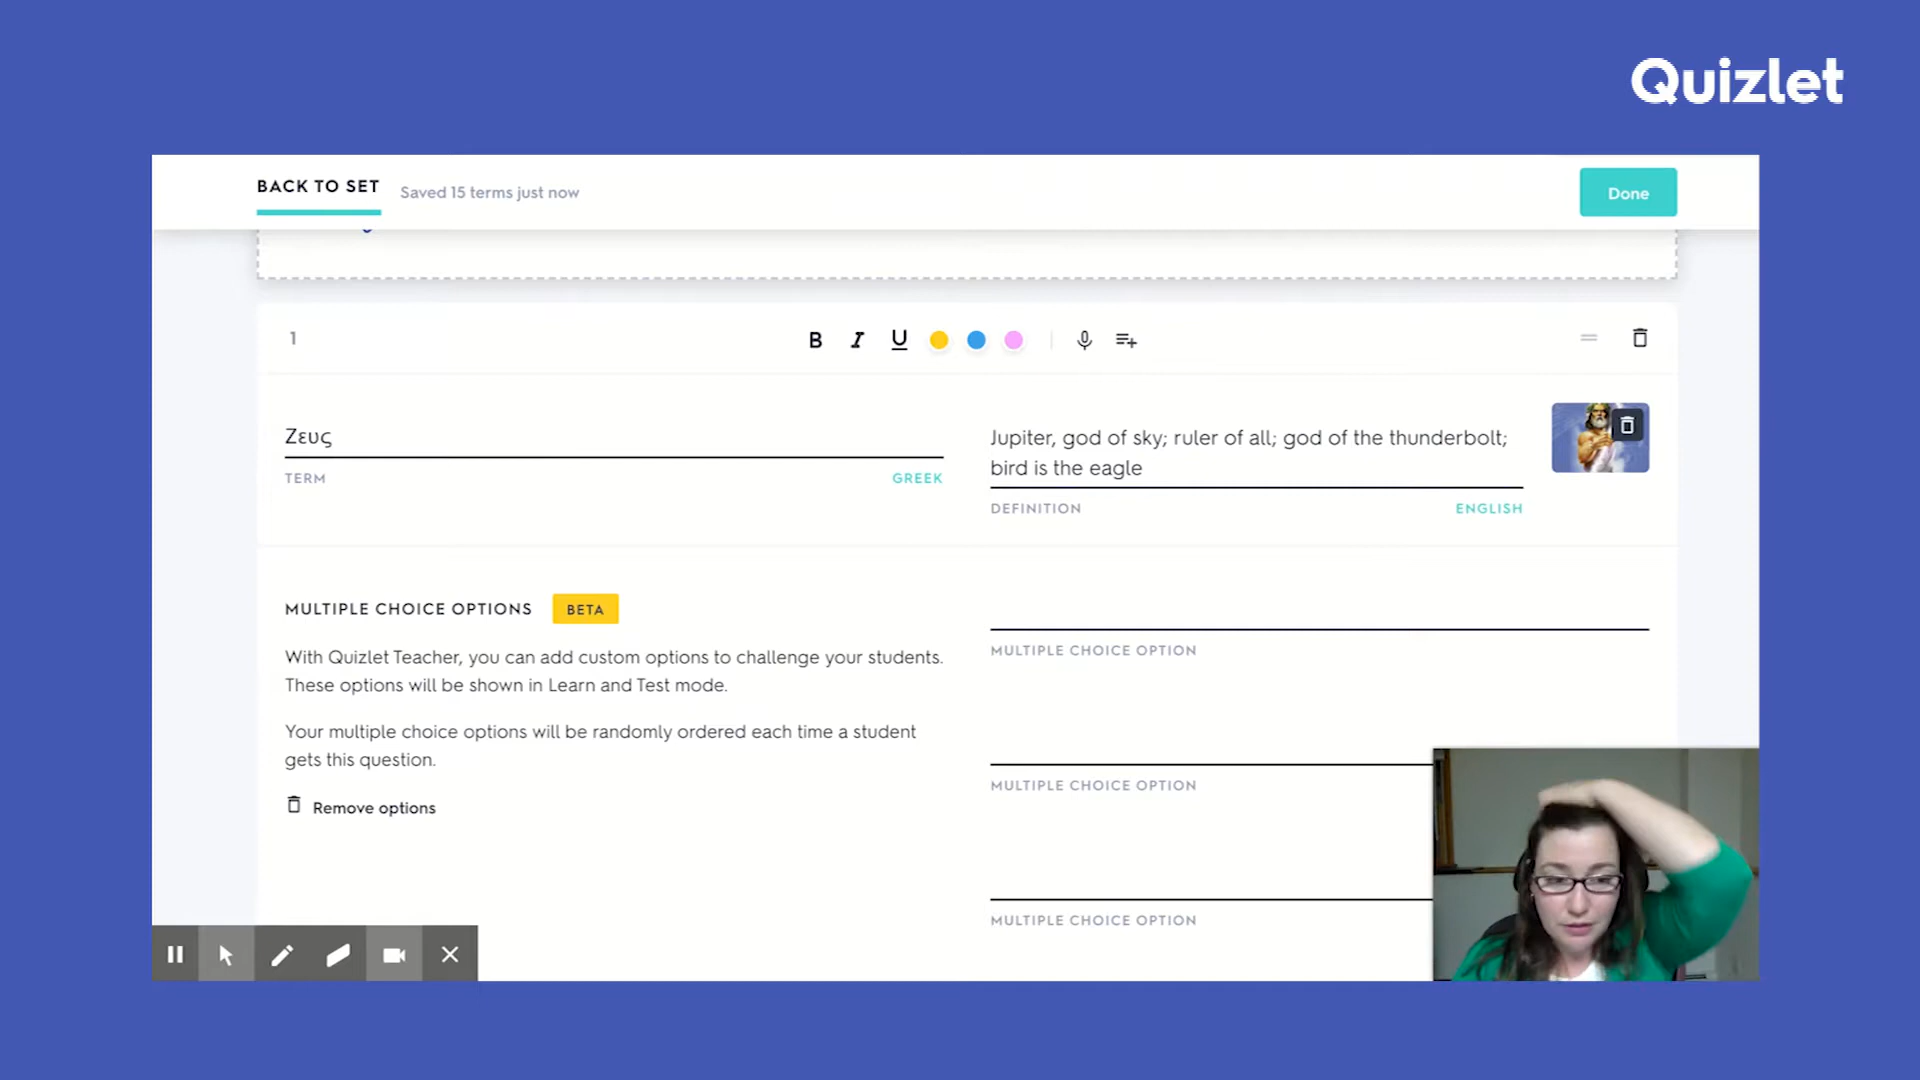 Quizlet
BACK TO SET
Saved 15 terms just now
Done
1
B I U
Ζευς
TERM
GREEK
Jupiter, god of sky; ruler of all; god of the thunderbolt;
bird is the eagle
DEFINITION
ENGLISH
MULTIPLE CHOICE OPTIONS
BETA
With Quizlet Teacher, you can add custom options to challenge your students.
These options will be shown in Learn and Test mode.
Your multiple choice options will be randomly ordered each time a student
gets this question.
Remove options
MULTIPLE CHOICE OPTION
MULTIPLE CHOICE OPTION
MULTIPLE CHOICE OPTION